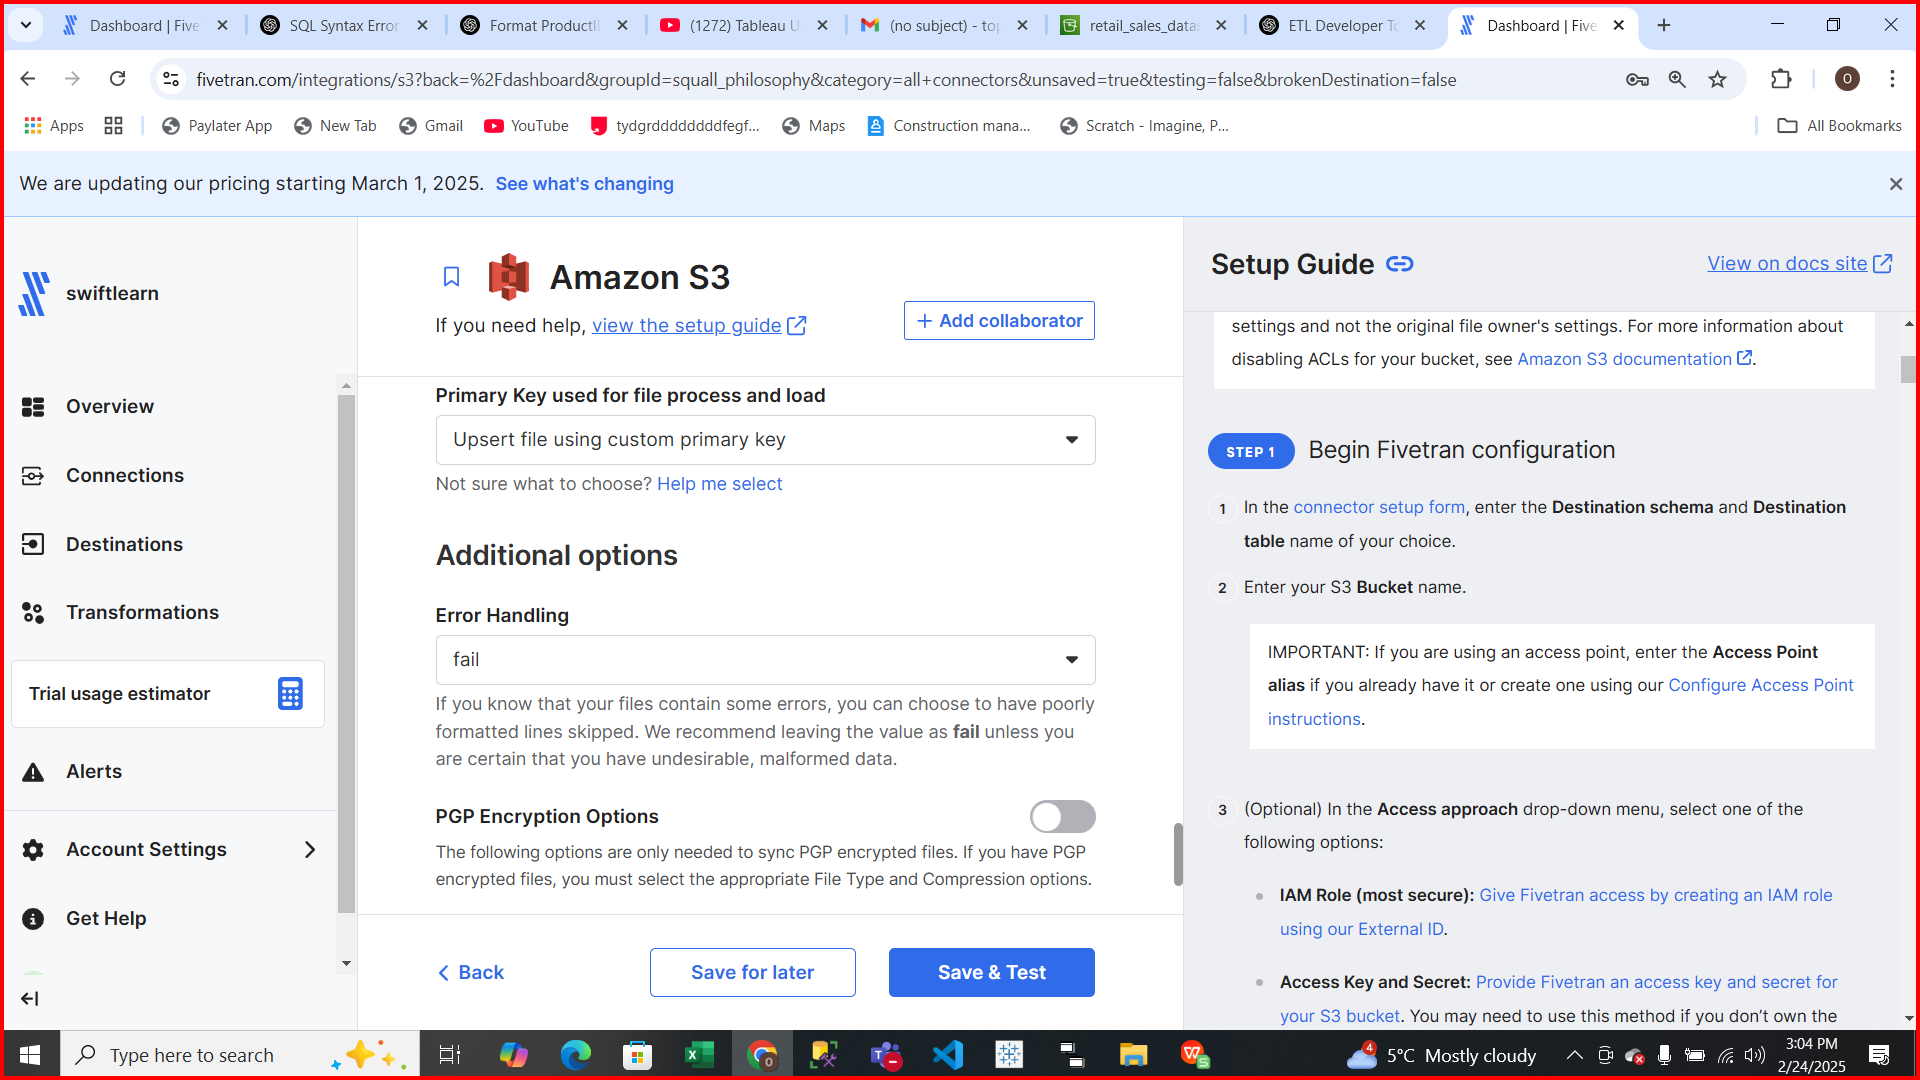 Dashboard | Five
SQL Syntax Error
Format ProductI
(1272) Tableau U
(no subject) - top
retail_sales_datas
ETL Developer To
Dashboard | Five
fivetran.com/integrations/s3?back=%2Fdashboard&groupId=squall_philosophy&category=all+connectors&unsaved=true&testing=false&brokenDestination=false
O
Apps
Paylater App
New Tab
Gmail
YouTube
tydgrdddddddfegf...
Maps
Construction mana...
Scratch - Imagine, P...
All Bookmarks
We are updating our pricing starting March 1, 2025. See what's changing
swiftlearn
Overview
Connections
Destinations
Transformations
Trial usage estimator
Alerts
Account Settings
Get Help
Amazon S3
If you need help, view the setup guide
+ Add collaborator
Primary Key used for file process and load
Upsert file using custom primary key
Not sure what to choose? Help me select
Additional options
Error Handling
fail
If you know that your files contain some errors, you can choose to have poorly
formatted lines skipped. We recommend leaving the value as fail unless you
are certain that you have undesirable, malformed data.
PGP Encryption Options
The following options are only needed to sync PGP encrypted files. If you have PGP
encrypted files, you must select the appropriate File Type and Compression options.
Back
Save for later
Save & Test
Setup Guide
View on docs site
settings and not the original file owner's settings. For more information about
disabling ACLs for your bucket, see Amazon S3 documentation.
STEP 1
Begin Fivetran configuration
1 In the connector setup form, enter the Destination schema and Destination
table name of your choice.
2 Enter your S3 Bucket name.
IMPORTANT: If you are using an access point, enter the Access Point
alias if you already have it or create one using our Configure Access Point
instructions.
3 (Optional) In the Access approach drop-down menu, select one of the
following options:
IAM Role (most secure): Give Fivetran access by creating an IAM role
using our External ID.
Access Key and Secret: Provide Fivetran an access key and secret for
your S3 bucket. You may need to use this method if you don't own the
Type here to search
4
5°C Mostly cloudy
3:04 PM
2/24/2025